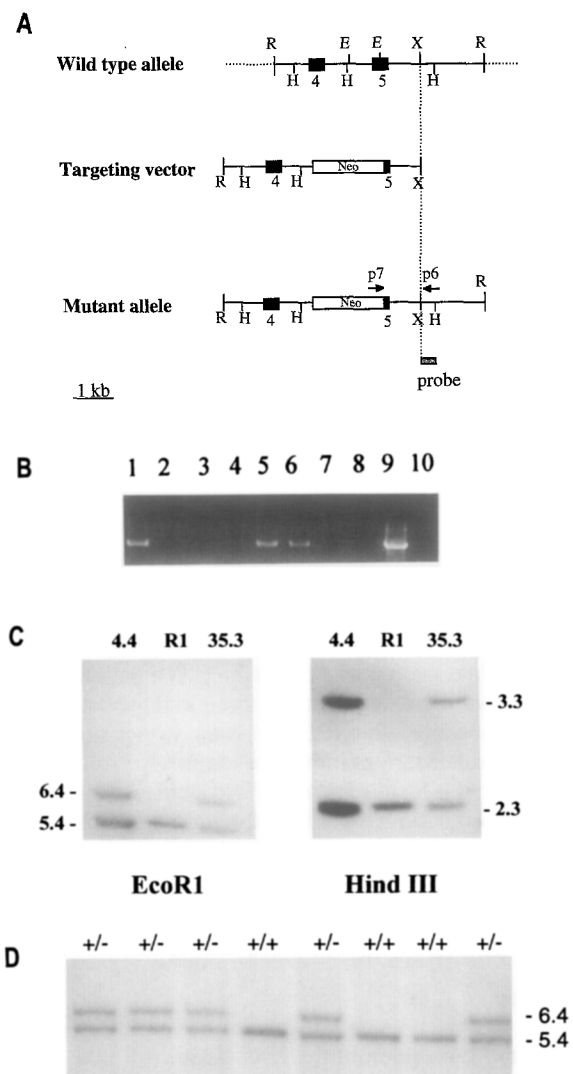 A
R E E X R
Wild type allele
H 4 H 5 H
Targeting vector
Neo
R H 4 H 5 X
p7 p6
R
Mutant allele
Neo
R H 4 H 5 X H
1 kb
probe
B
1 2 3 4 5 6 7 8 9 10
C
4.4 R1 35.3 4.4 R1 35.3
- 3.3
6.4 -
5.4 -
- 2.3
EcoR1 Hind III
+/- +/- +/- +/+ +/- +/+ +/+ +/-
D
- 6.4
- 5.4